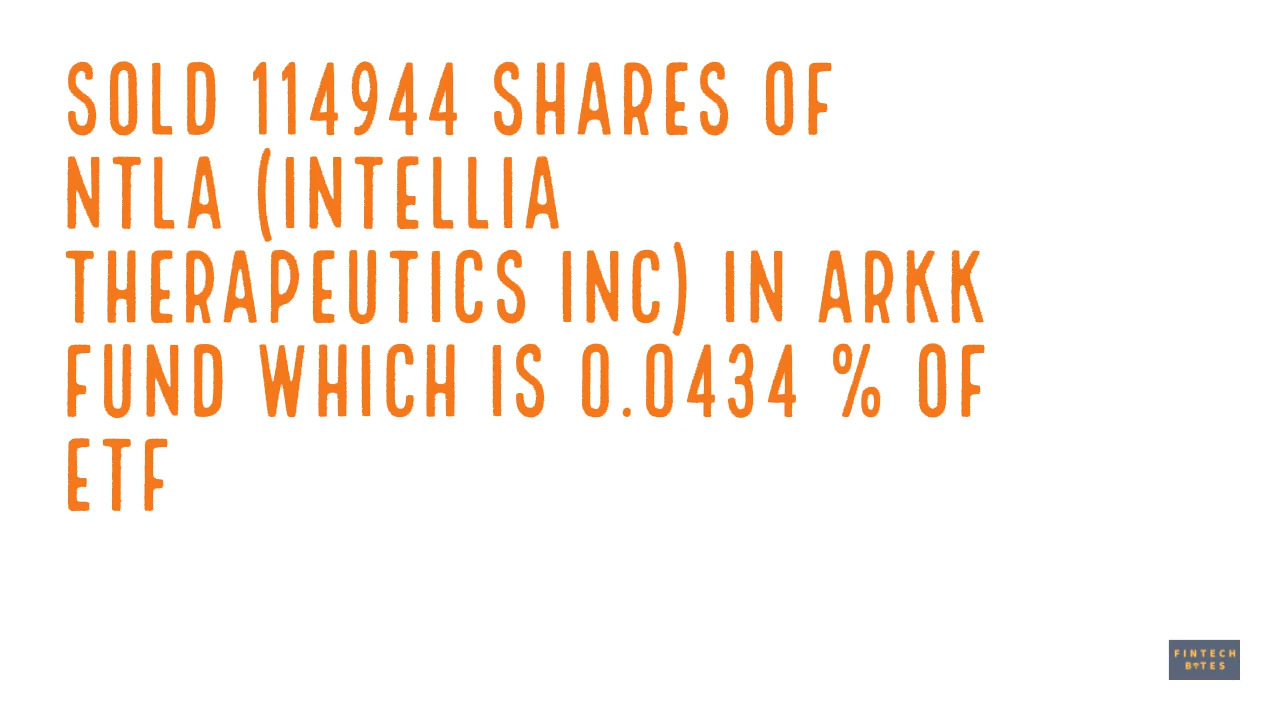 SOLD 114944 SHARES OF
NTLA (INTELLIA
THERAPEUTICS INC) IN ARKK
FUND WHICH IS 0.0434 % OF
ETF
FINTECH
BYTES